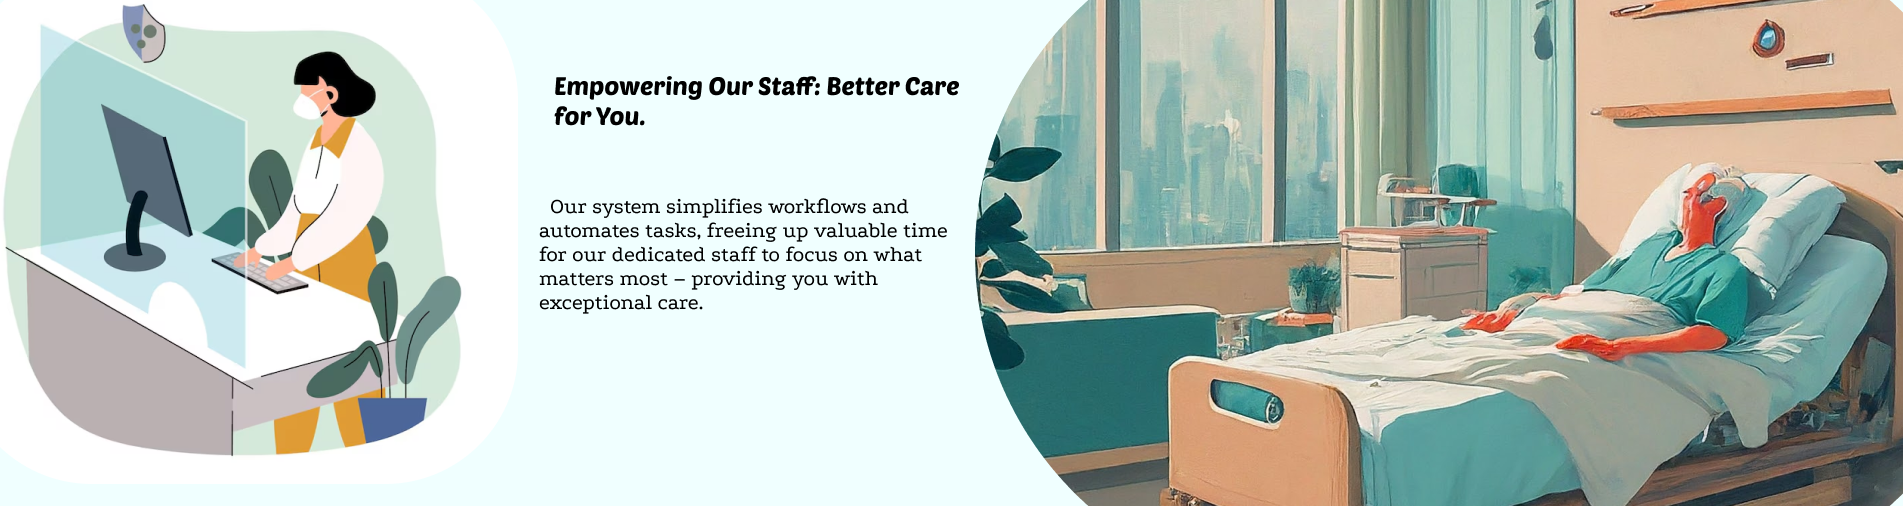 Empowering Our Staff: Better Care
for You.
Our system simplifies workflows and
automates tasks, freeing up valuable time
for our dedicated staff to focus on what
matters most – providing you with
exceptional care.